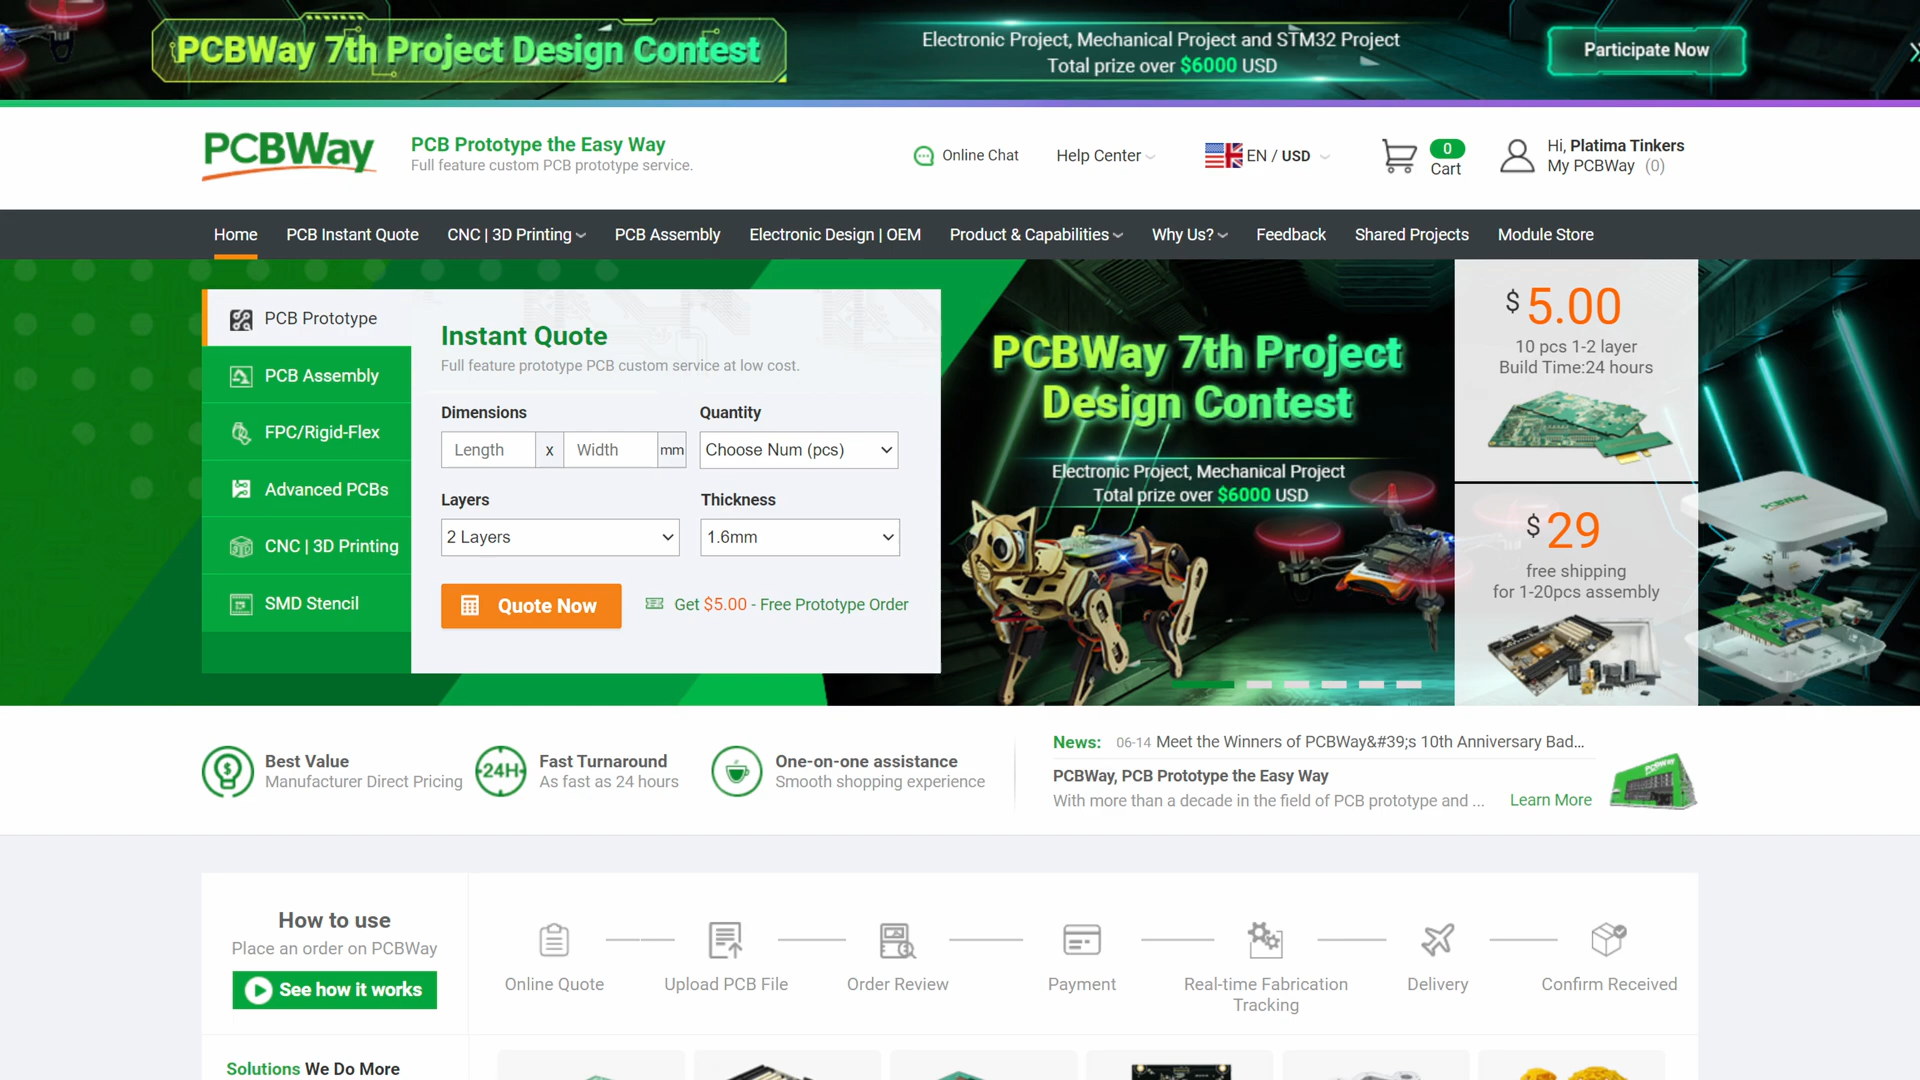 PCBWay 7th Project Design Contest
Electronic Project, Mechanical Project and STM32 Project
Total prize over $6000 USD
Participate Now
PCBWay
PCB Prototype the Easy Way
Full feature custom PCB prototype service.
Online Chat
Help Center
EN / USD
0
Cart
Hi, Platima Tinkers
My PCBWay (0)
Home
PCB Instant Quote
CNC | 3D Printing
PCB Assembly
Electronic Design | OEM
Product & Capabilities
Why Us?
Feedback
Shared Projects
Module Store
PCB Prototype
PCB Assembly
FPC/Rigid-Flex
Advanced PCBs
CNC | 3D Printing
SMD Stencil
Instant Quote
Full feature prototype PCB custom service at low cost.
Dimensions
Quantity
Length x Width mm
Choose Num (pcs)
Layers
Thickness
2 Layers
1.6mm
Quote Now
Get $5.00 - Free Prototype Order
PCBWay 7th Project
Design Contest
Electronic Project, Mechanical Project
Total prize over $6000 USD
$5.00
10 pcs 1-2 layer
Build Time:24 hours
$29
free shipping
for 1-20pcs assembly
PCBWay
Best Value
Manufacturer Direct Pricing
24H
Fast Turnaround
As fast as 24 hours
One-on-one assistance
Smooth shopping experience
News: 06-14 Meet the Winners of PCBWay&#39;s 10th Anniversary Bad...
PCBWay, PCB Prototype the Easy Way
With more than a decade in the field of PCB prototype and ... Learn More
PCBWay
How to use
Place an order on PCBWay
See how it works
Online Quote
Upload PCB File
Order Review
Payment
Real-time Fabrication
Tracking
Delivery
Confirm Received
Solutions We Do More